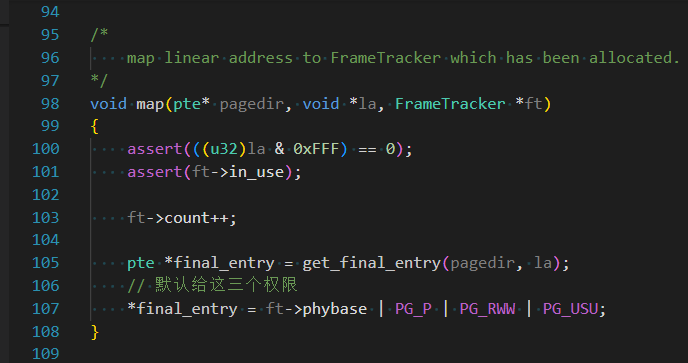 94
95 /*
96     map linear address to FrameTracker which has been allocated.
97 */
98 void map(pte* pagedir, void *la, FrameTracker *ft)
99 {
100     assert(((u32)la & 0xFFF) == 0);
101     assert(ft->in_use);
102
103     ft->count++;
104
105     pte *final_entry = get_final_entry(pagedir, la);
106     // 默认给这三个权限
107     *final_entry = ft->phybase | PG_P | PG_RWW | PG_USU;
108 }
109